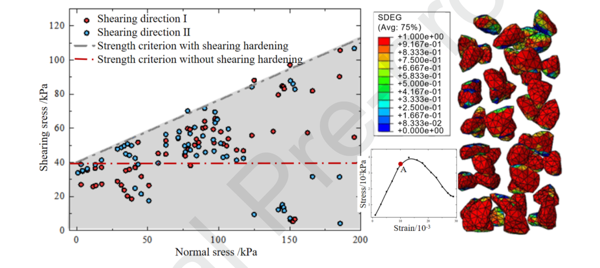 Shearing direction I
Shearing direction II
Strength criterion with shearing hardening
Strength criterion without shearing hardening
Shearing sress /kPa
120
100
80
60
40
20
0
0
50
100
150
200
Normal sress /kPa
SDEG
(Avg: 75%)
+1.000e+00
+9.167e-01
+8.333e-01
+7.500e-01
+6.667e-01
+5.833e-01
+5.000e-01
+4.167e-01
+3.333e-01
+2.500e-01
+1.667e-01
+8.333e-02
+0.000e+00
A
Strain/10⁻³